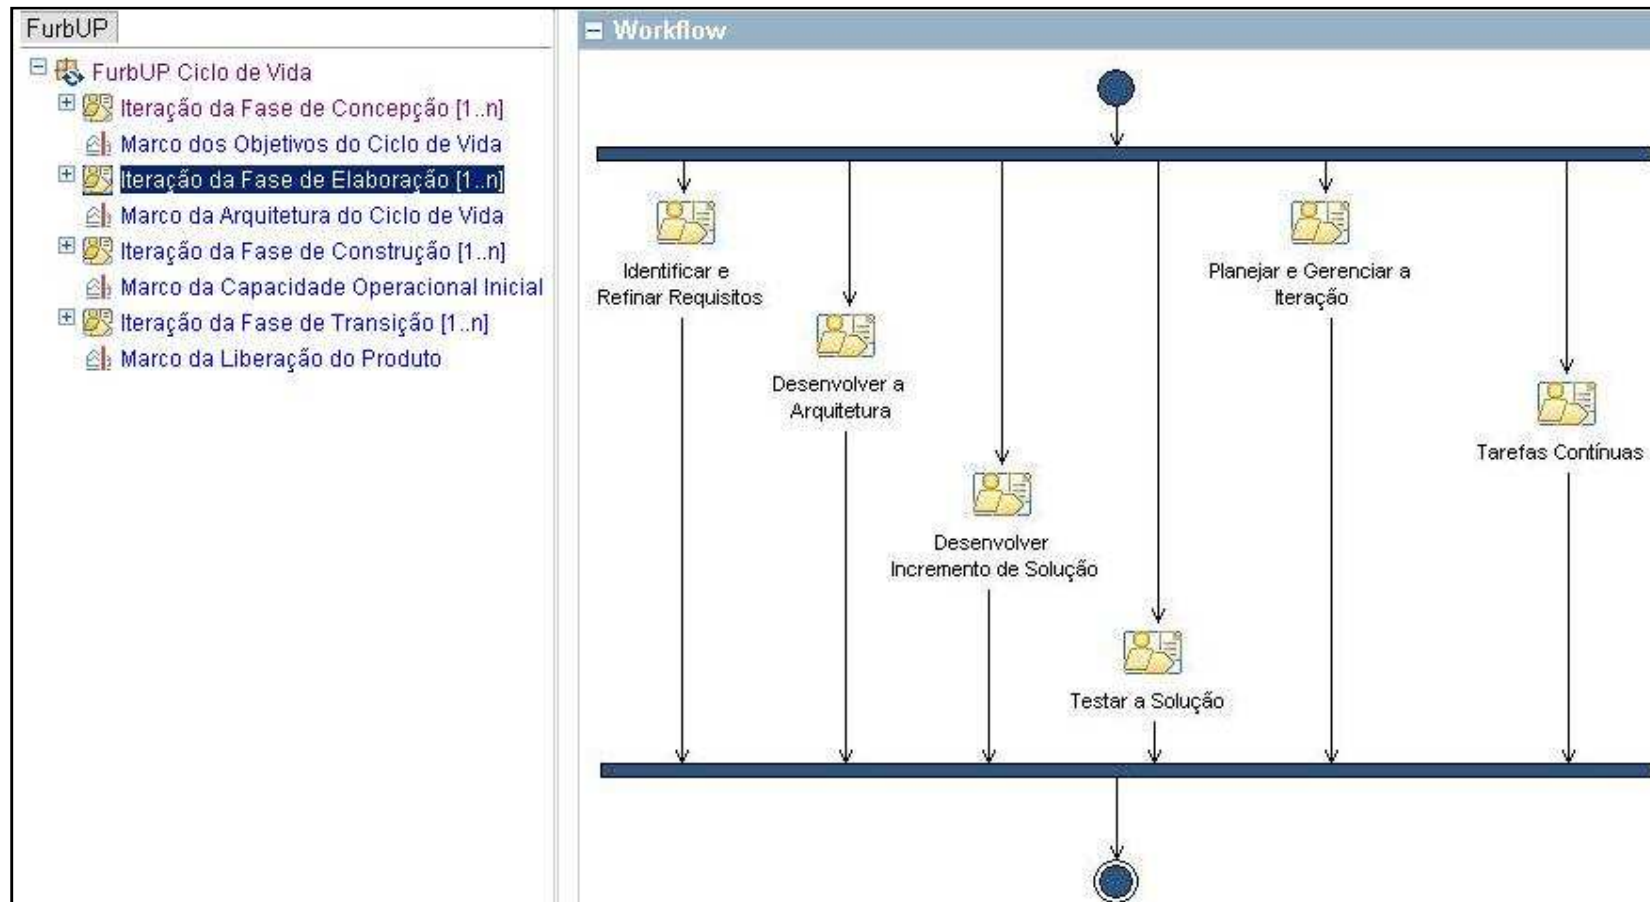 FurbUP
FurbUP Ciclo de Vida
Iteração da Fase de Concepção [1..n]
Marco dos Objetivos do Ciclo de Vida
Iteração da Fase de Elaboração [1..n]
Marco da Arquitetura do Ciclo de Vida
Iteração da Fase de Construção [1..n]
Marco da Capacidade Operacional Inicial
Iteração da Fase de Transição [1..n]
Marco da Liberação do Produto
Workflow
Identificar e
Refinar Requisitos
Planejar e Gerenciar a
Iteração
Desenvolver a
Arquitetura
Tarefas Contínuas
Desenvolver
Incremento de Solução
Testar a Solução